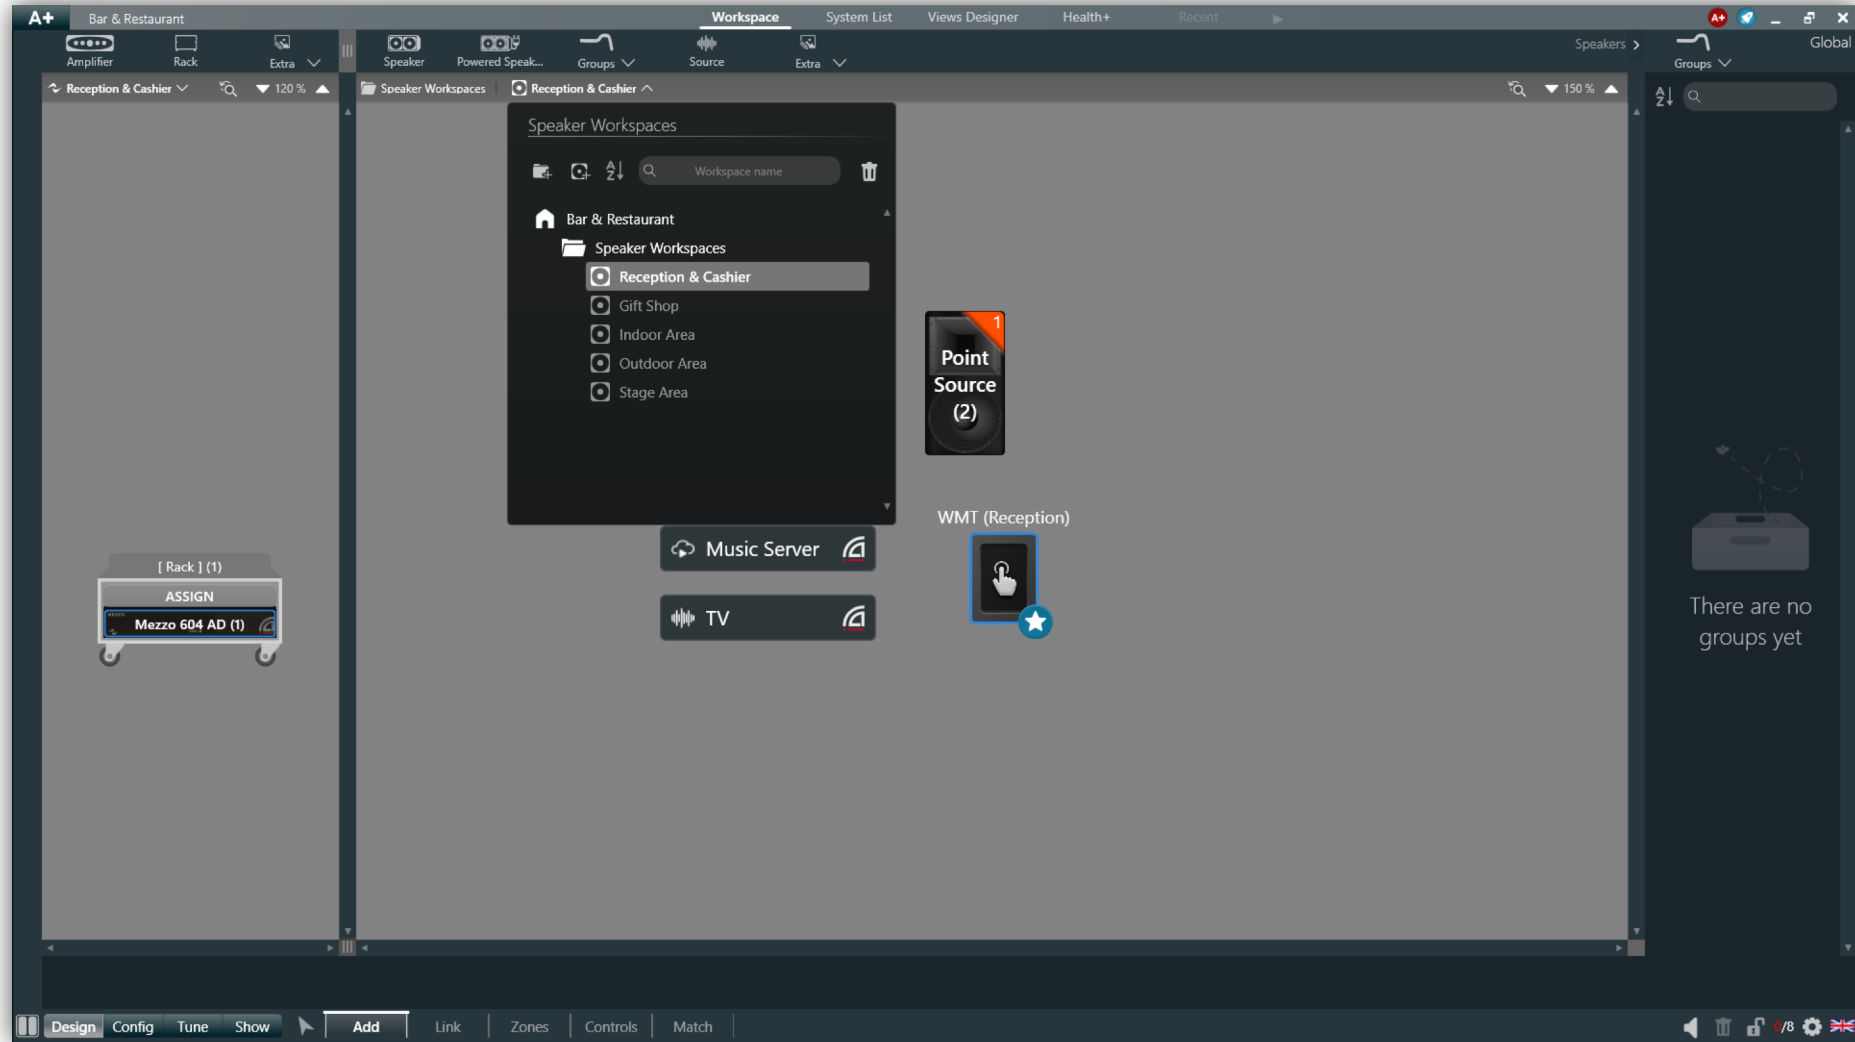 A+ Bar & Restaurant Workspace System List Views Designer Health+ Recent A+
Amplifier Rack Extra Speaker Powered Speak... Groups Source Extra Speakers Groups Global
Reception & Cashier 120 % Speaker Workspaces Reception & Cashier 150 %
Speaker Workspaces
Workspace name
Bar & Restaurant
Speaker Workspaces
Reception & Cashier
Gift Shop
Indoor Area
Outdoor Area
Stage Area
1
Point
Source
(2)
WMT (Reception)
Music Server
TV
[ Rack ] (1)
ASSIGN
Mezzo 604 AD (1)
There are no
groups yet
Design Config Tune Show Add Link Zones Controls Match 0/8